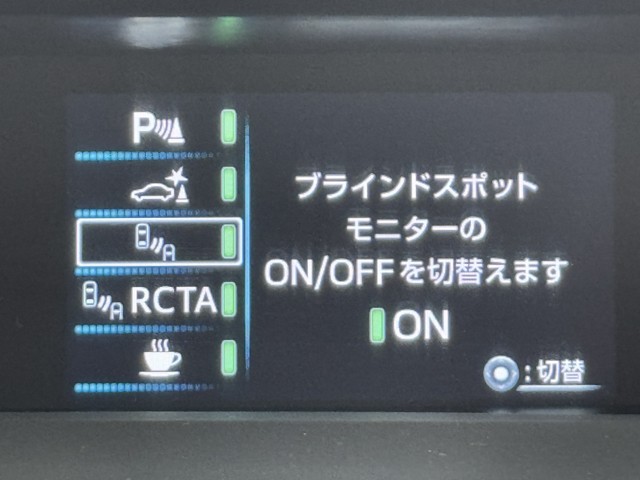 P
RCTA
ブラインドスポット
モニターの
ON/OFFを切替えます
ON
:切替